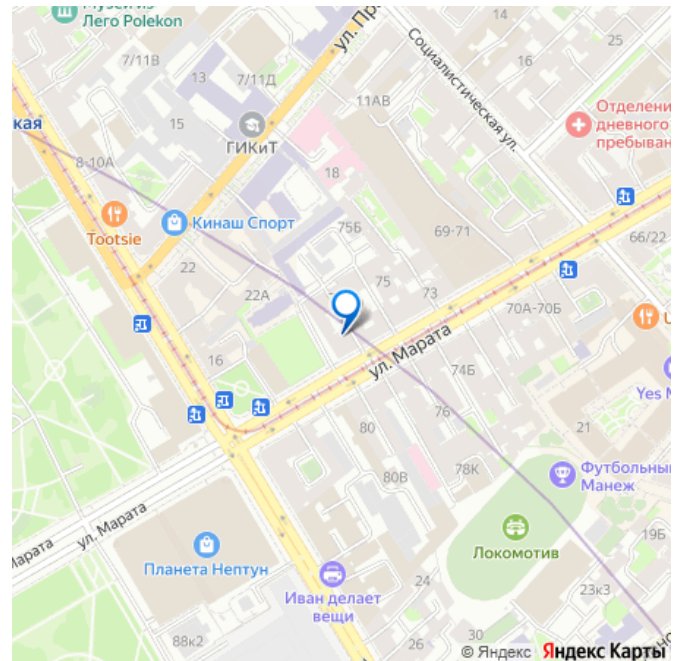 Музей из
Лего Polekon
7/11В
13
7/11Д
ул. Пр
Социалистическая ул.
14
25
16
11АВ
кая
15
ГИКиТ
Отделени
дневного
пребыван
8-10А
18
Tootsie
Кинаш Спорт
75Б
69-71
66/22
22
22А
75
73
70А-70Б
16
ул. Марата
74Б
Yes М
76
21
80
78К
80В
Футбольны
Манеж
Марата
ул. Марата
Планета Нептун
Локомотив
19Б
Иван делает
вещи
24
23к3
88к2
26
30
© Яндекс Яндекс Карты